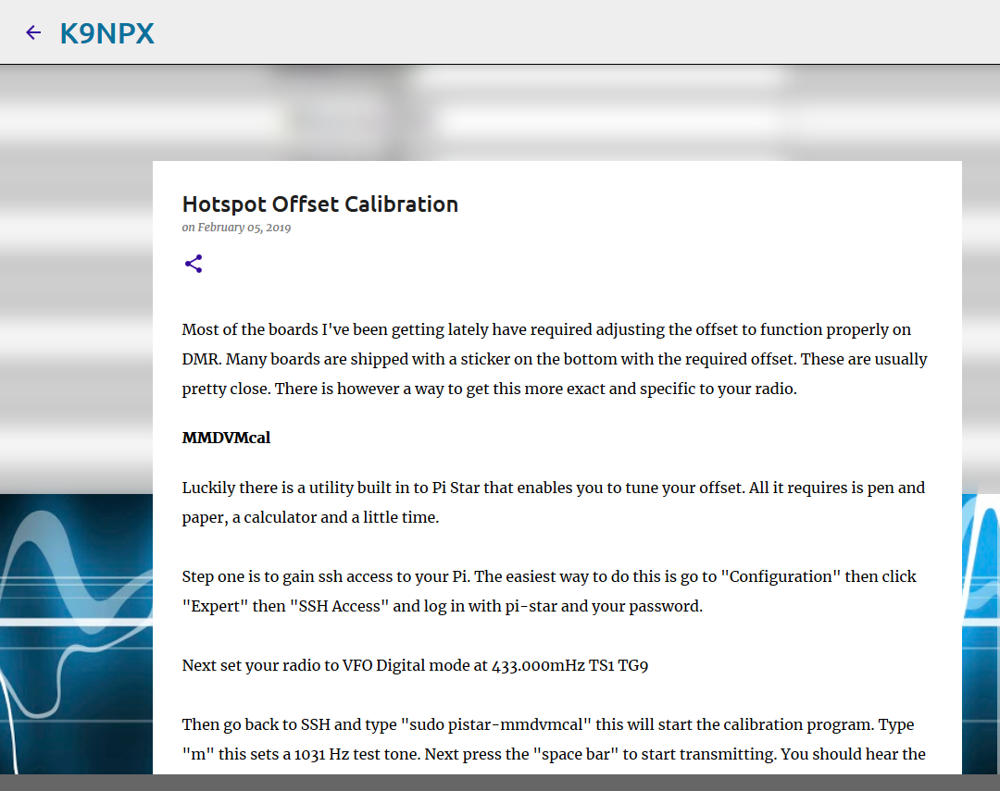 K9NPX
Hotspot Offset Calibration
on February 05, 2019
Most of the boards I've been getting lately have required adjusting the offset to function properly on
DMR. Many boards are shipped with a sticker on the bottom with the required offset. These are usually
pretty close. There is however a way to get this more exact and specific to your radio.
MMDVMcal
Luckily there is a utility built in to Pi Star that enables you to tune your offset. All it requires is pen and
paper, a calculator and a little time.
Step one is to gain ssh access to your Pi. The easiest way to do this is go to "Configuration" then click
"Expert" then "SSH Access" and log in with pi-star and your password.
Next set your radio to VFO Digital mode at 433.000mHz TS1 TG9
Then go back to SSH and type "sudo pistar-mmdvmcal" this will start the calibration program. Type
"m" this sets a 1031 Hz test tone. Next press the "space bar" to start transmitting. You should hear the